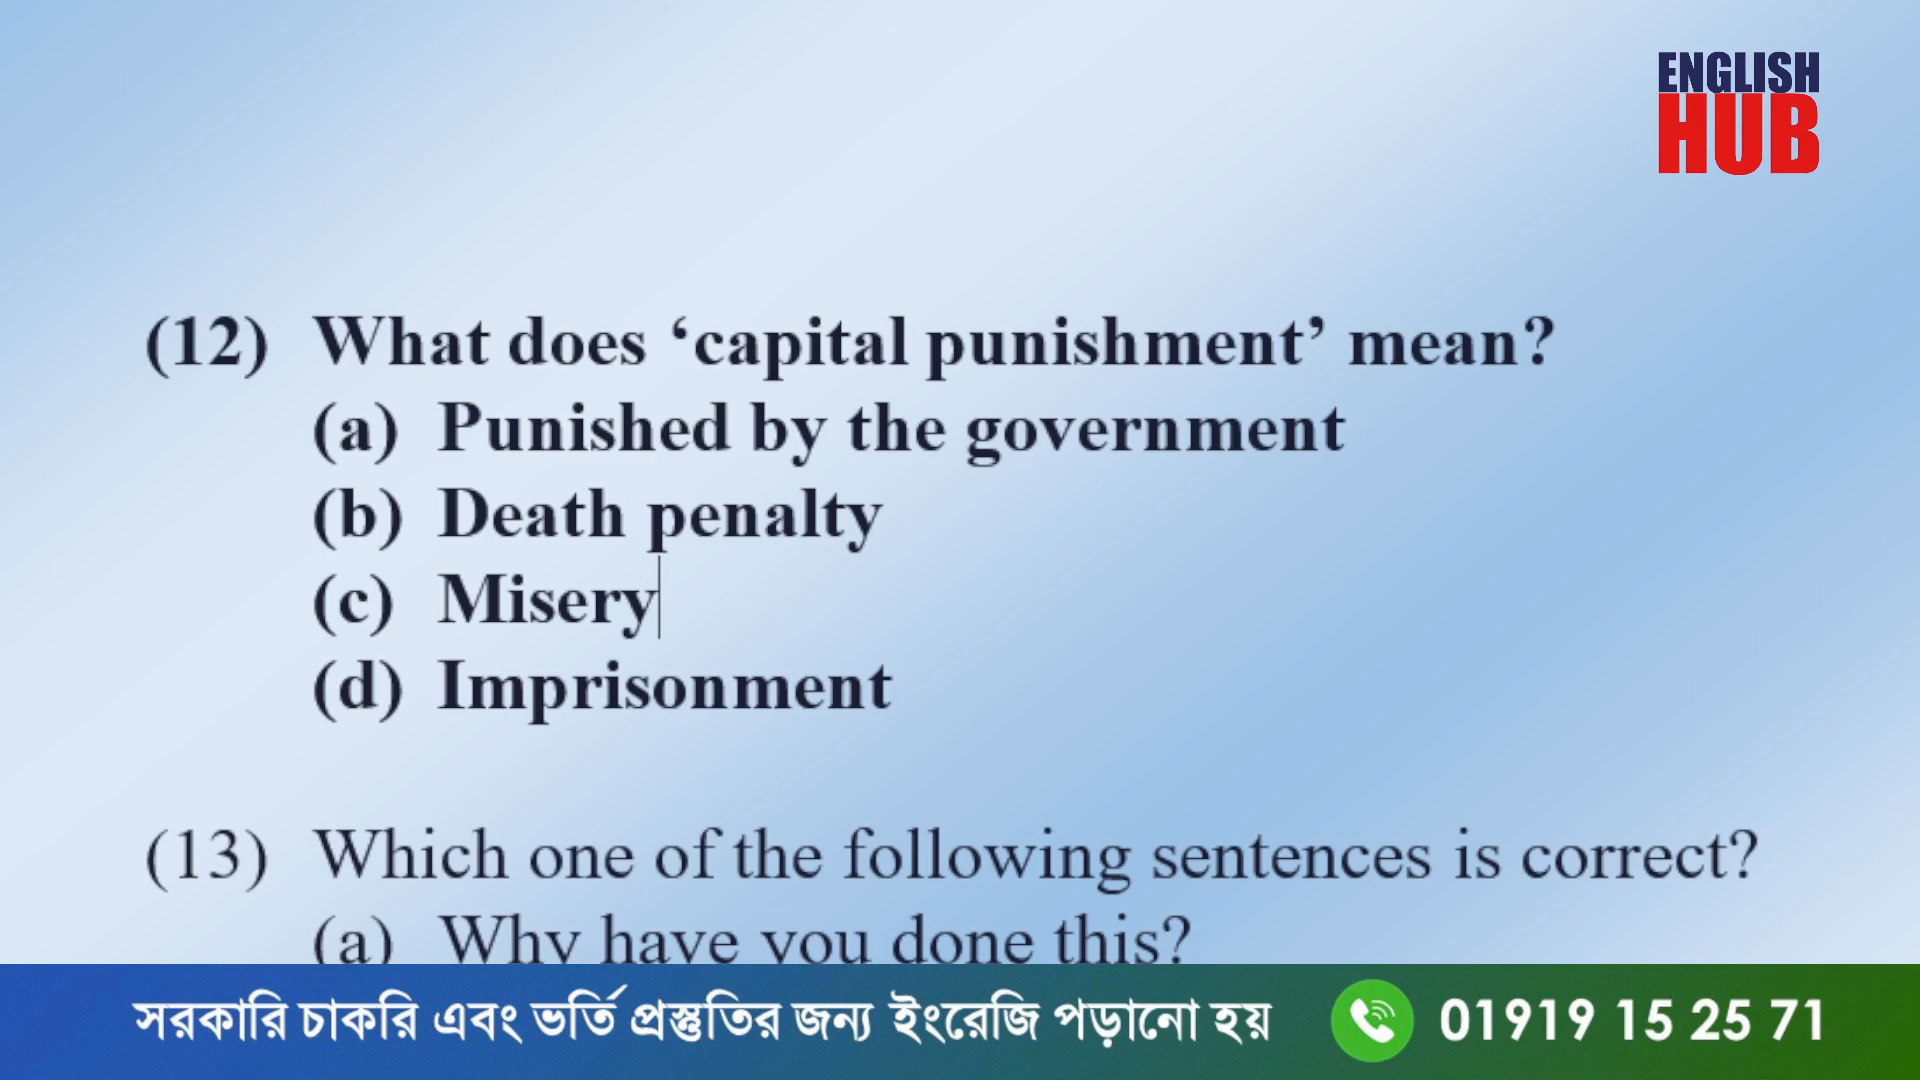 ENGLISH
HUB
(12) What does ‘capital punishment’ mean?
(a) Punished by the government
(b) Death penalty
(c) Misery
(d) Imprisonment
(13) Which one of the following sentences is correct?
(a) Why have you done this?
সরকারি চাকরি এবং ভর্তি প্রস্তুতির জন্য ইংরেজি পড়ানো হয় 01919 15 25 71